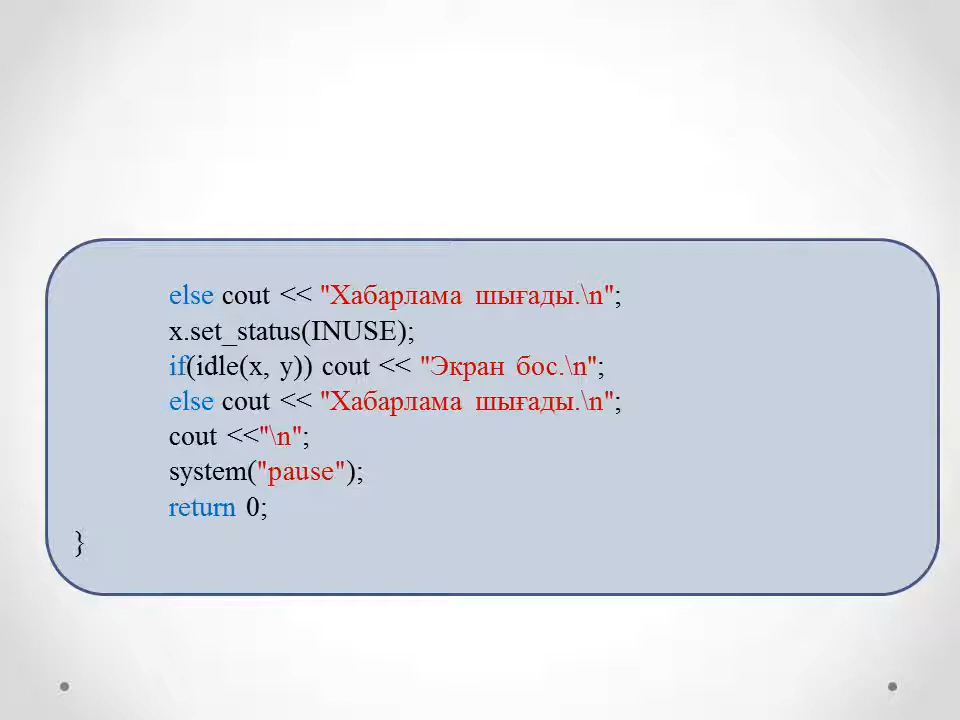 else cout << "Хабарлама шығады.\n";
x.set_status(INUSE);
if(idle(x, y)) cout << "Экран бос.\n";
else cout << "Хабарлама шығады.\n";
cout <<"\n";
system("pause");
return 0;
}